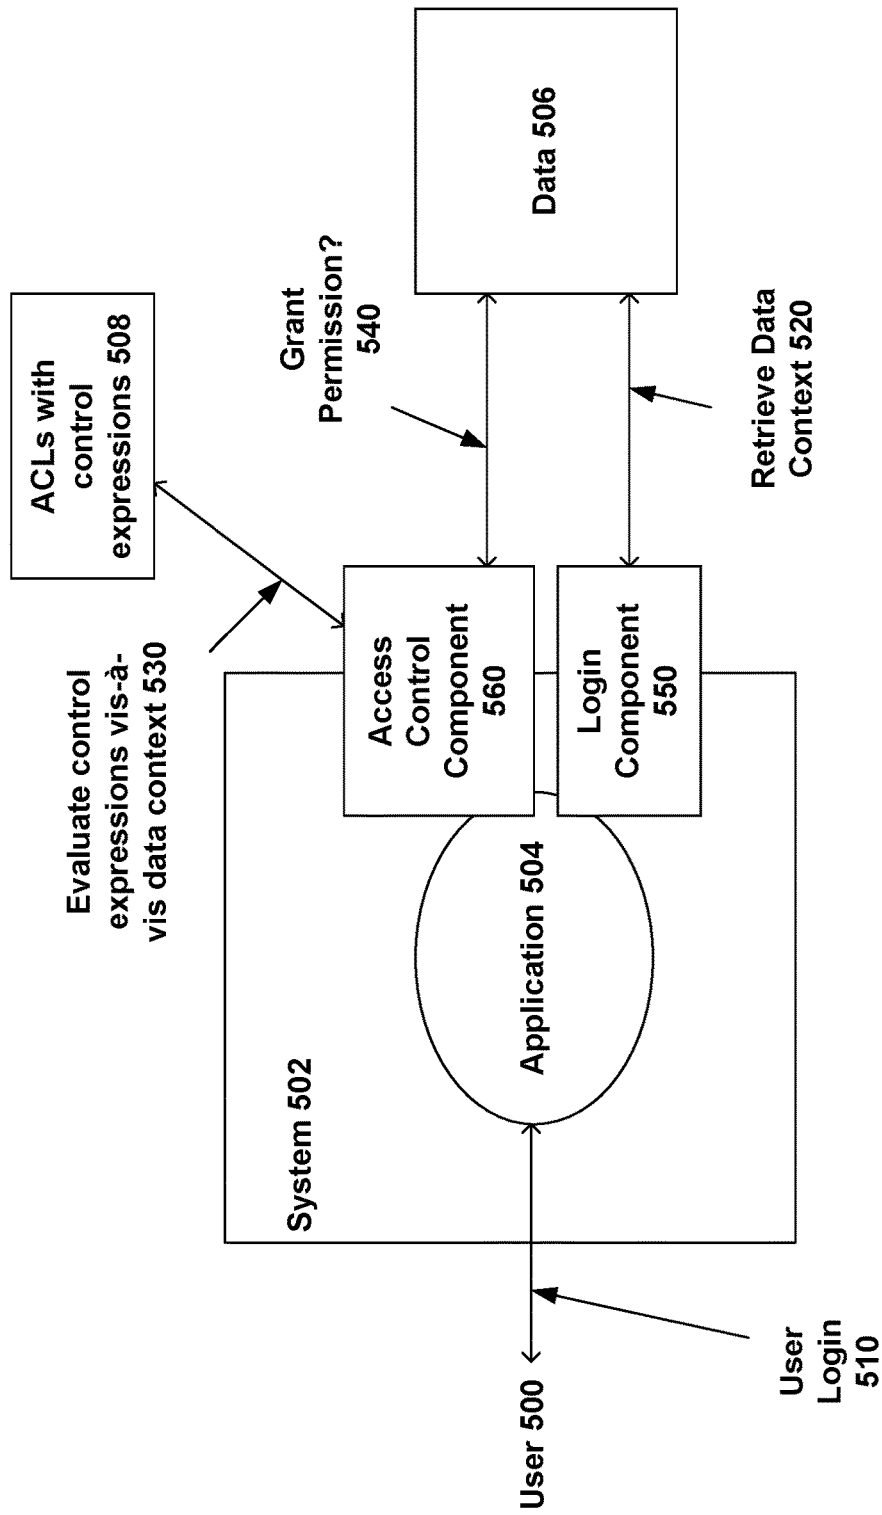 ACLs with
control
expressions 508
Evaluate control
expressions vis-à-
vis data context 530
System 502
Grant
Permission?
540
Access
Control
Component
560
User 500
Application 504
Data 506
Login
Component
550
Retrieve Data
Context 520
User
Login
510